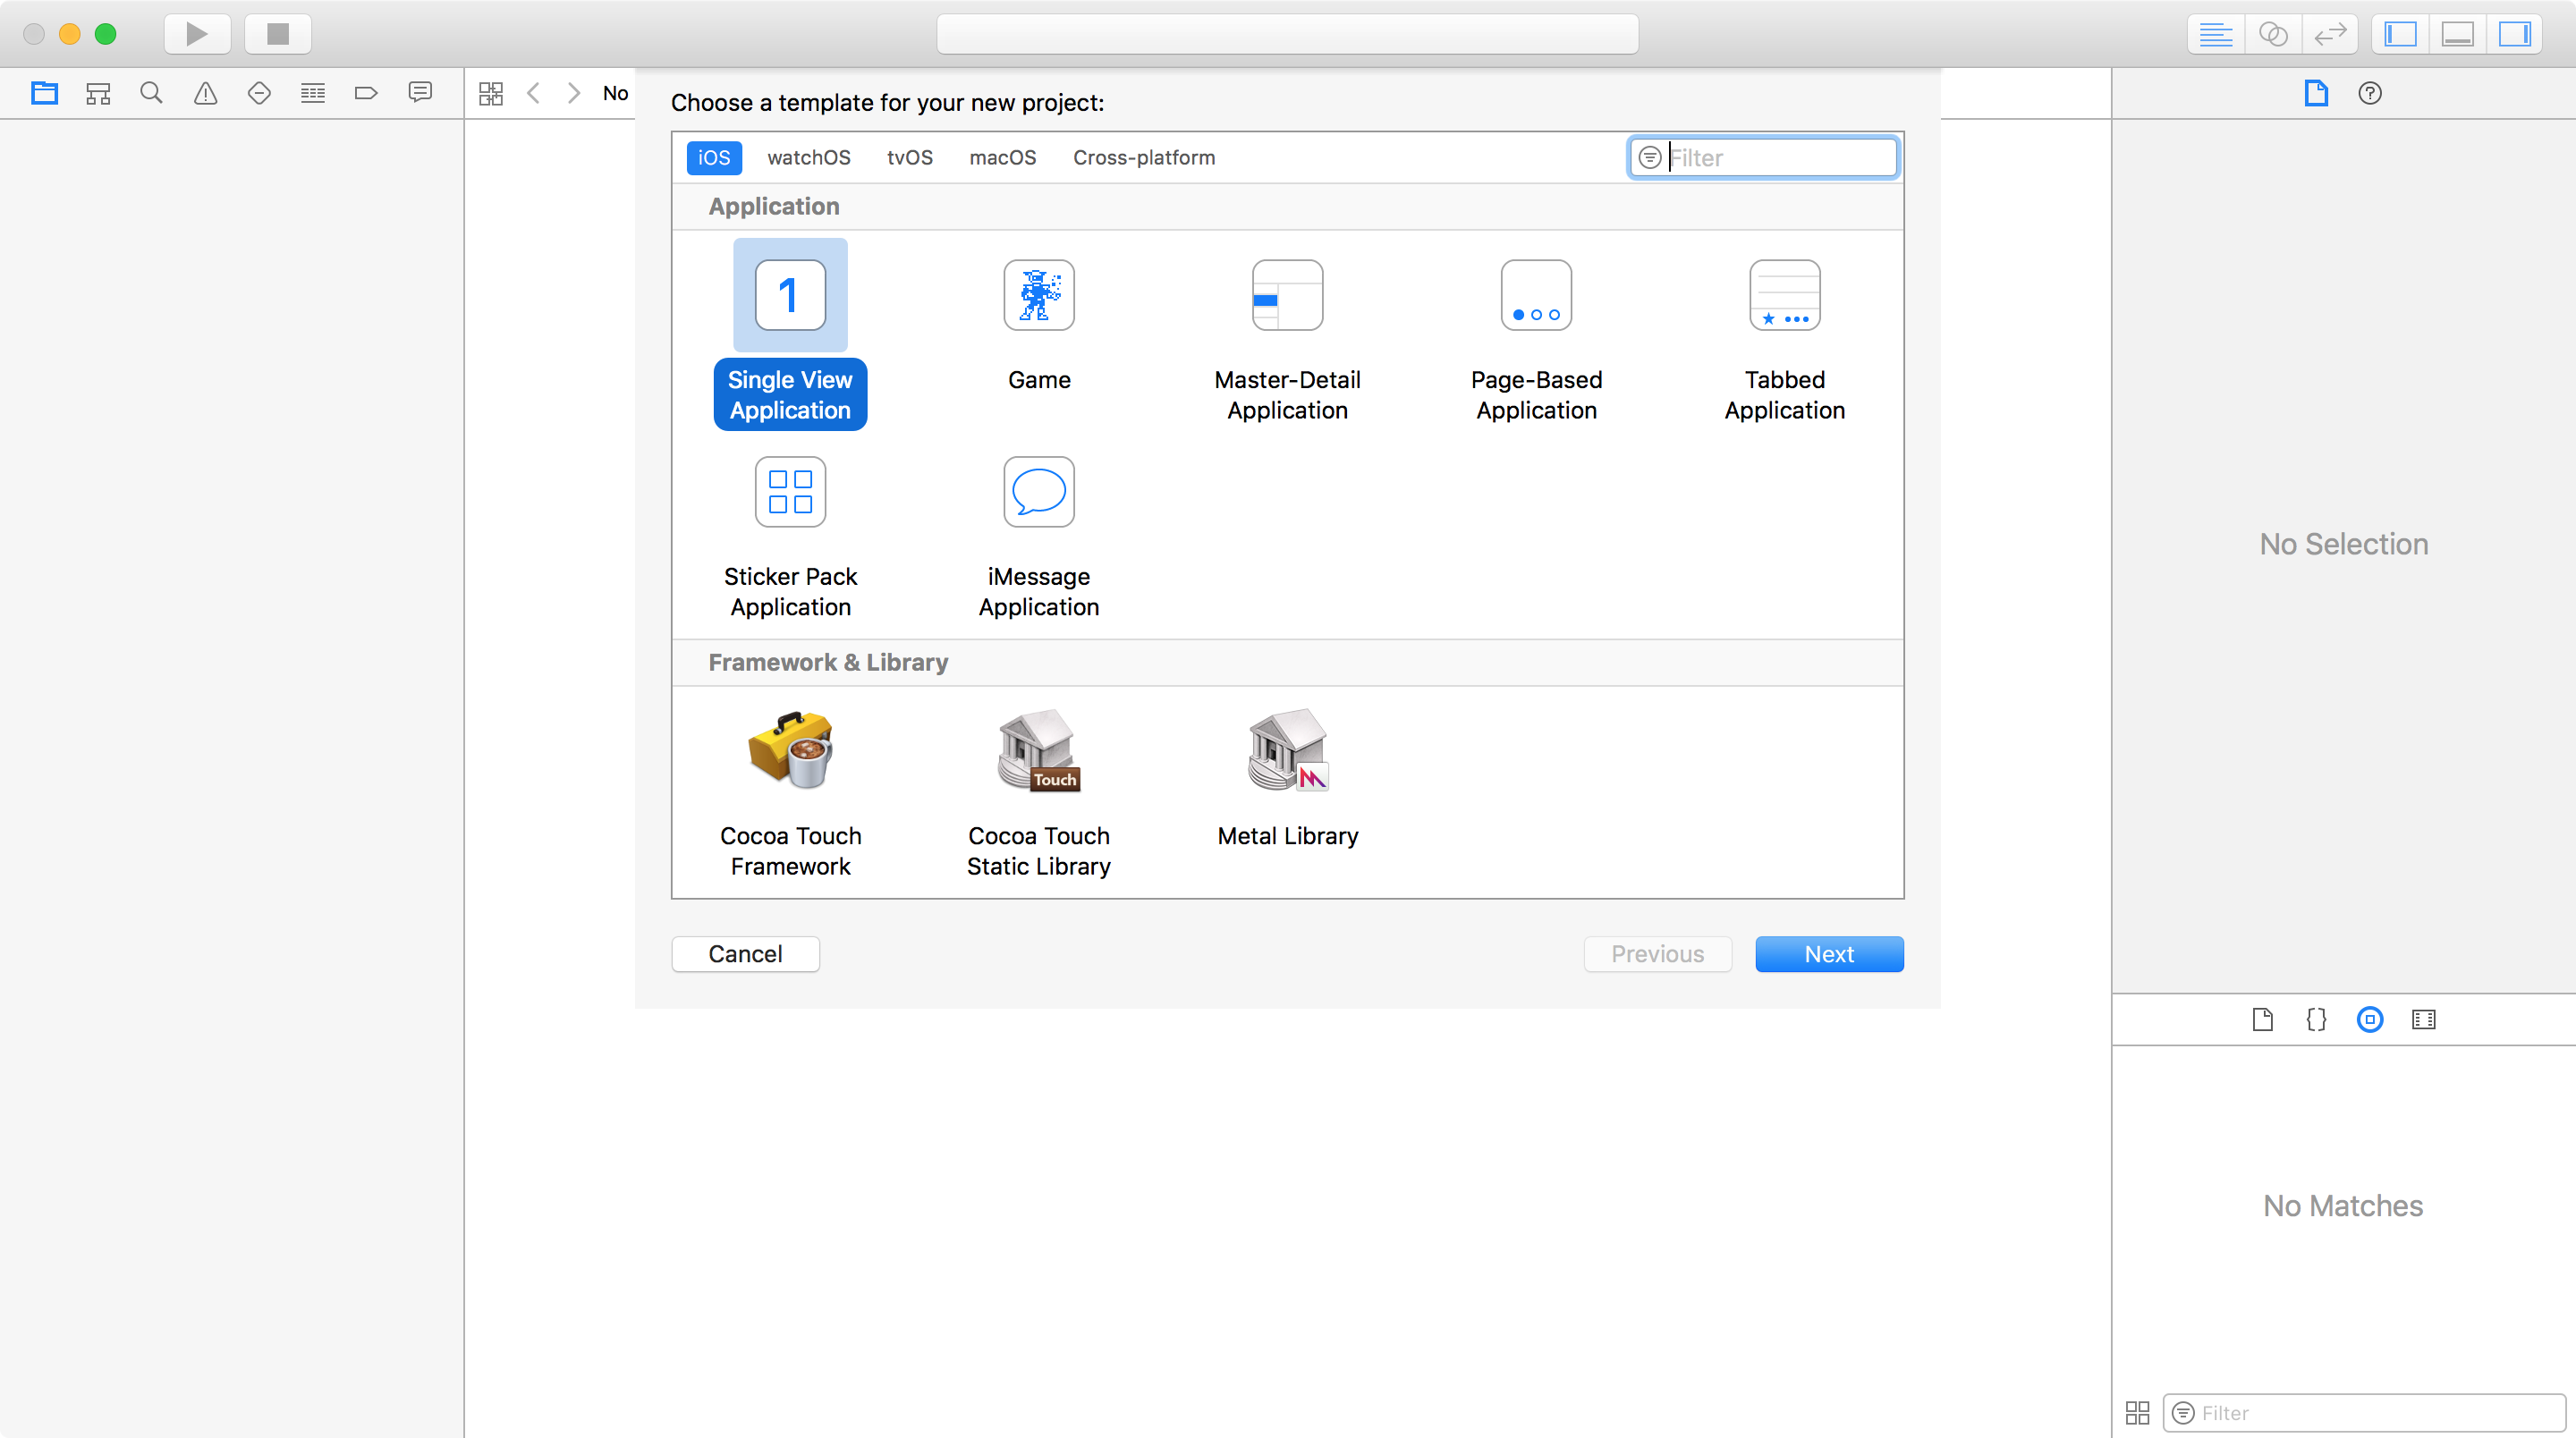 No
Choose a template for your new project:
iOS watchOS tvOS macOS Cross-platform
Filter
Application
1
Single View
Application
Game
Master-Detail
Application
Page-Based
Application
Tabbed
Application
Sticker Pack
Application
iMessage
Application
Framework & Library
Touch
Cocoa Touch
Framework
Cocoa Touch
Static Library
Metal Library
Cancel
Previous
Next
No Selection
{}
No Matches
Filter